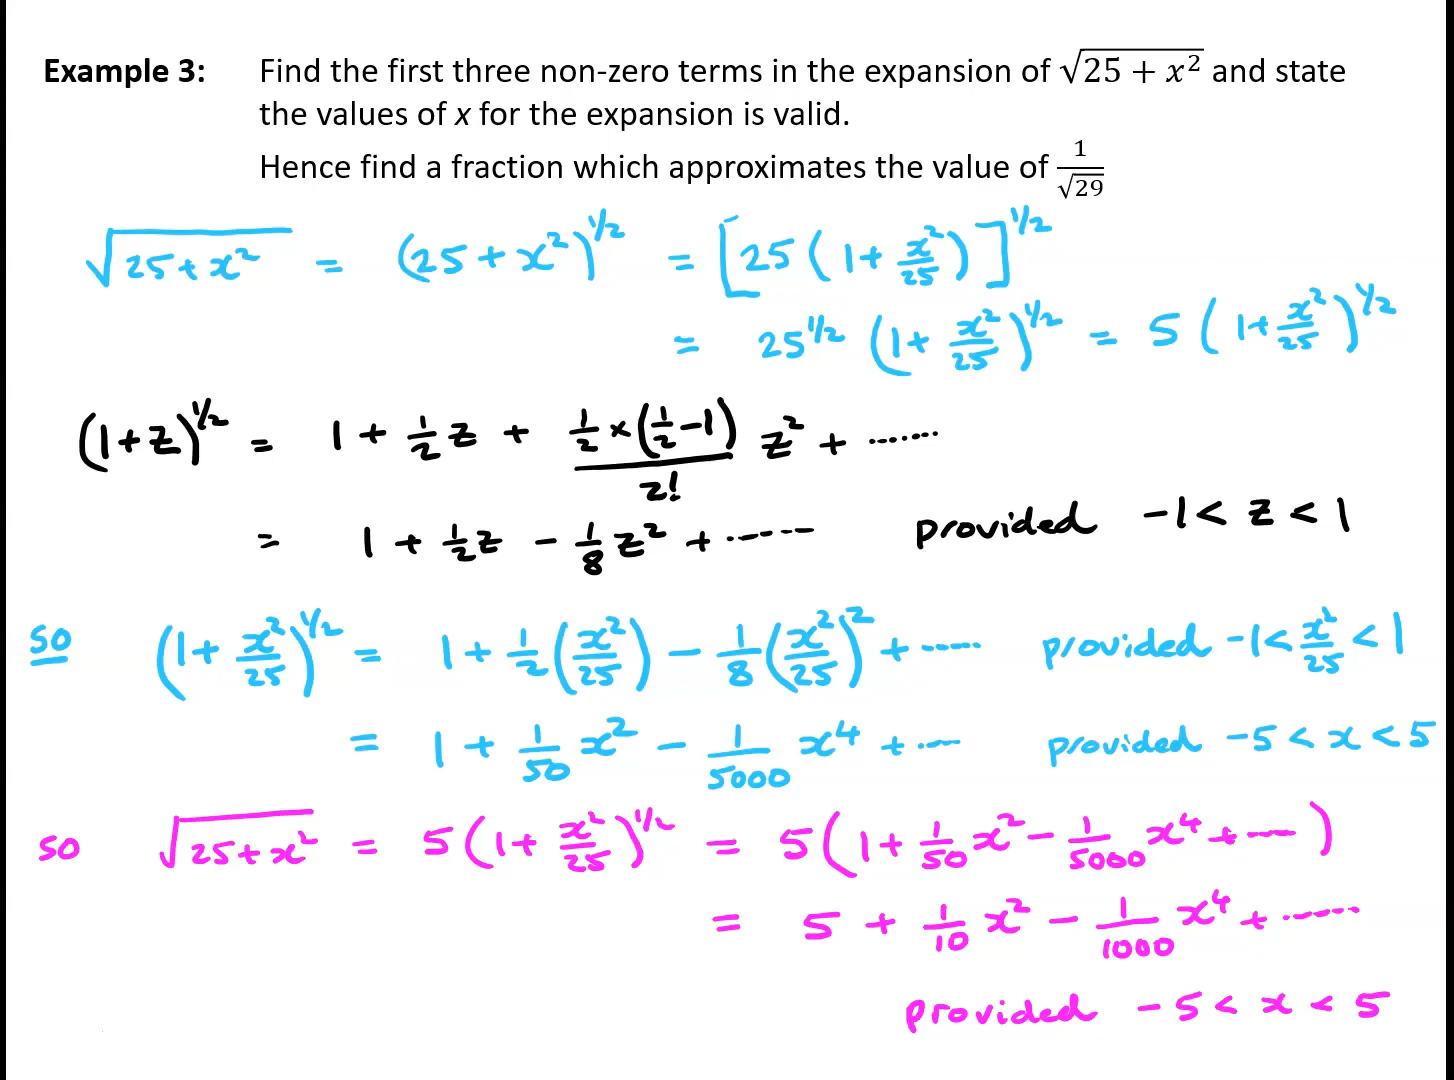 Example 3: Find the first three non-zero terms in the expansion of √(25 + x²) and state
the values of x for the expansion is valid.
Hence find a fraction which approximates the value of 1/√29
√(25+x²) = (25+x²)^½ = [25(1+x²/25)]^½
= 25^½ (1+x²/25)^½ = 5(1+x²/25)^½
(1+z)^½ = 1 + ½z + (½×(½-1))/2! z² + ......
= 1 + ½z - ⅛z² + ...... provided -1 < z < 1
so (1+x²/25)^½ = 1 + ½(x²/25) - ⅛(x²/25)² + ..... provided -1 < x²/25 < 1
= 1 + 1/50 x² - 1/5000 x⁴ + .... provided -5 < x < 5
so √(25+x²) = 5(1+x²/25)^½ = 5(1 + 1/50 x² - 1/5000 x⁴ + ....)
= 5 + 1/10 x² - 1/1000 x⁴ + ......
provided -5 < x < 5